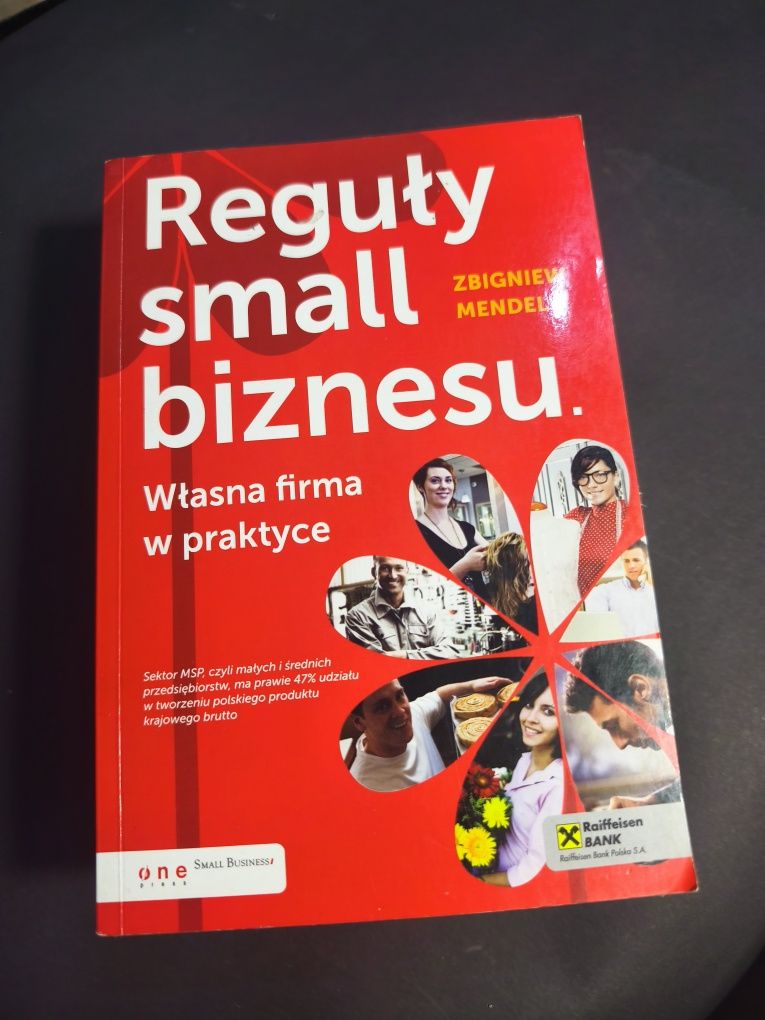 Reguły
small
biznesu.
ZBIGNIEW
MENDEL
Własna firma
w praktyce
Sektor MSP, czyli małych i średnich
przedsiębiorstw, ma prawie 47% udziału
w tworzeniu polskiego produktu
krajowego brutto
one
press
SMALL BUSINESS
Raiffeisen
BANK
Raiffeisen Bank Polska S.A.